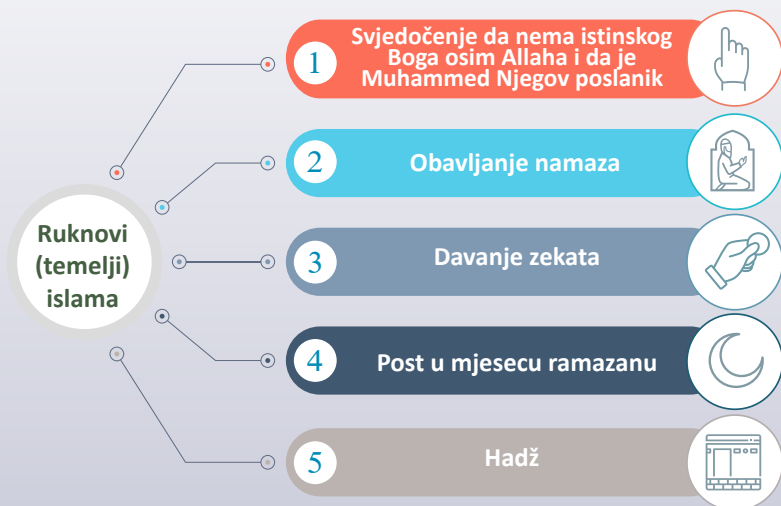 Ruknovi
(temelji)
islama
1
Svjedočenje da nema istinskog
Boga osim Allaha i da je
Muhammed Njegov poslanik
2
Obavljanje namaza
3
Davanje zekata
4
Post u mjesecu ramazanu
5
Hadž